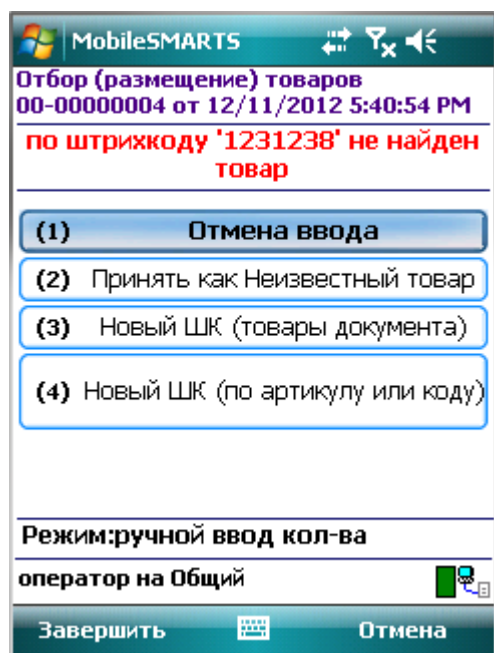 MobileSMARTS
Отбор (размещение) товаров
00-00000004 от 12/11/2012 5:40:54 PM
по штрихкоду '1231238' не найден
товар
(1) Отмена ввода
(2) Принять как Неизвестный товар
(3) Новый ШК (товары документа)
(4) Новый ШК (по артикулу или коду)
Режим:ручной ввод кол-ва
оператор на Общий
Завершить Отмена